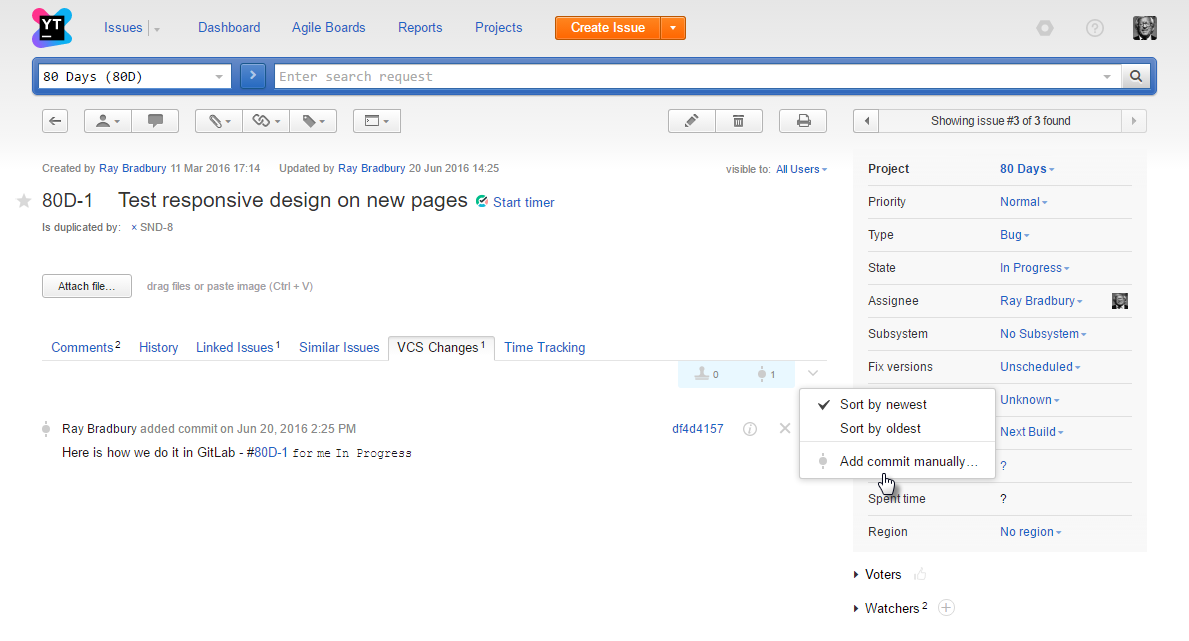 YT
Issues Dashboard Agile Boards Reports Projects Create Issue
80 Days (80D) Enter search request
Showing issue #3 of 3 found
Created by Ray Bradbury 11 Mar 2016 17:14 Updated by Ray Bradbury 20 Jun 2016 14:25 visible to: All Users
80D-1 Test responsive design on new pages Start timer
Is duplicated by: × SND-8
Attach file... drag files or paste image (Ctrl + V)
Comments 2 History Linked Issues 1 Similar Issues VCS Changes 1 Time Tracking
0 1
Ray Bradbury added commit on Jun 20, 2016 2:25 PM df4d4157
Here is how we do it in GitLab - #80D-1 for me In Progress
Sort by newest
Sort by oldest
Add commit manually...
Project 80 Days
Priority Normal
Type Bug
State In Progress
Assignee Ray Bradbury
Subsystem No Subsystem
Fix versions Unscheduled
Unknown
Next Build
?
Spent time ?
Region No region
Voters
Watchers 2